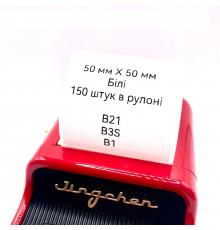 50 мм X 50 мм
Білі
150 штук в рулоні
B21
B3S
B1
Jingchen